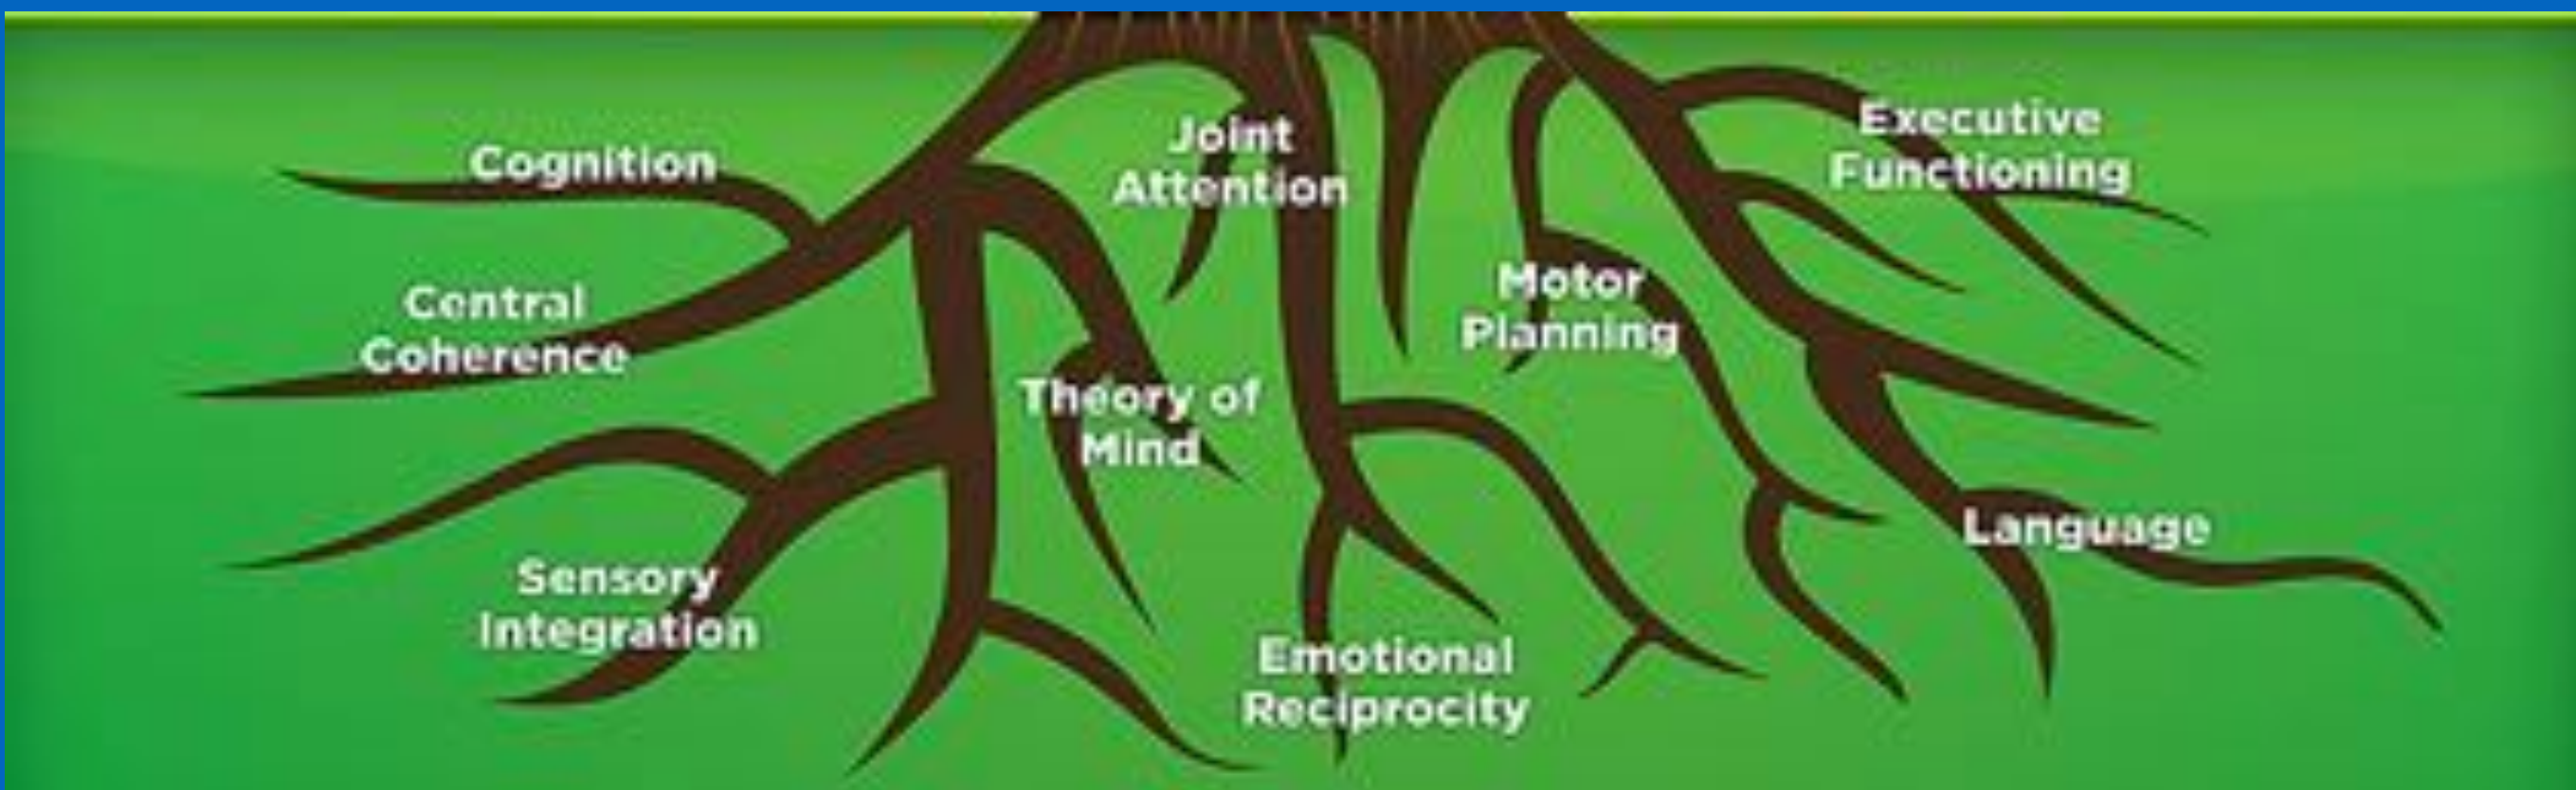 Cognition
Central
Coherence
Sensory
Integration
Joint
Attention
Theory of
Mind
Emotional
Reciprocity
Motor
Planning
Executive
Functioning
Language